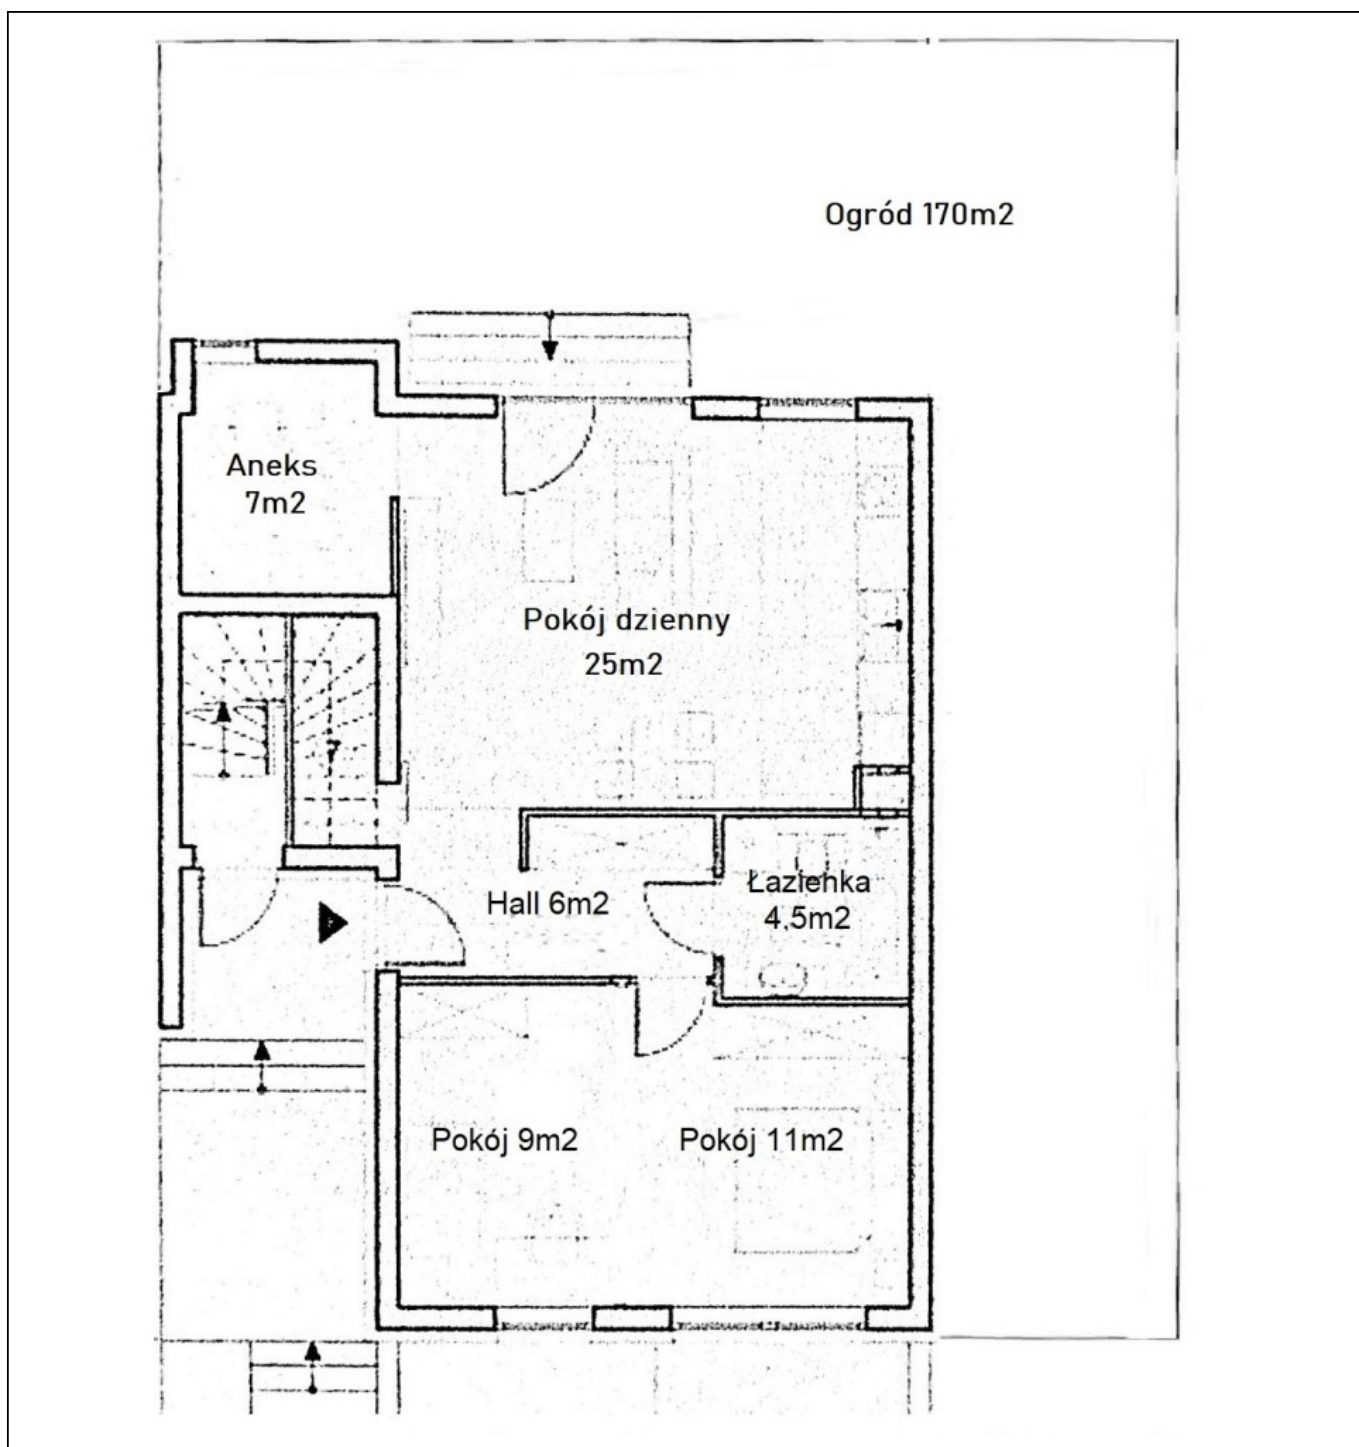 Ogród 170m2
Aneks
7m2
Pokój dzienny
25m2
Hall 6m2
Łazienka
4,5m2
Pokój 9m2
Pokój 11m2